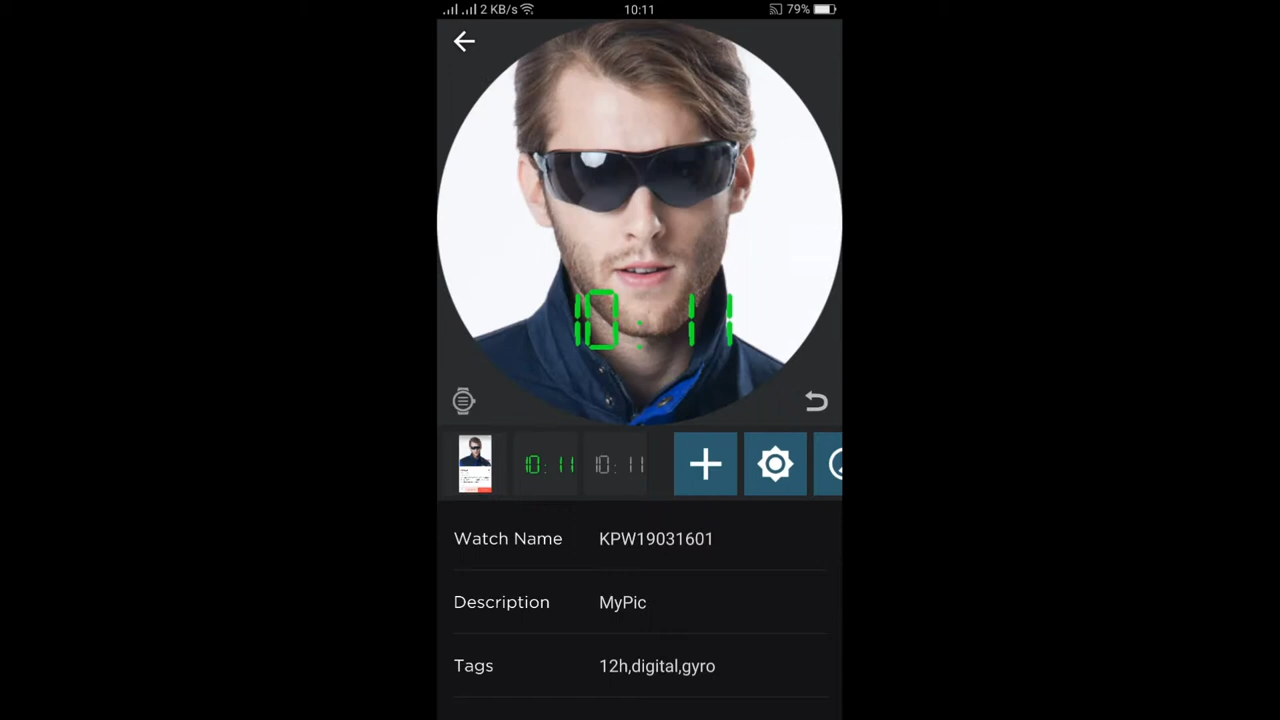 2 KB/s 10:11 79%
10:11
10:11 10:11
Watch Name KPW19031601
Description MyPic
Tags 12h,digital,gyro